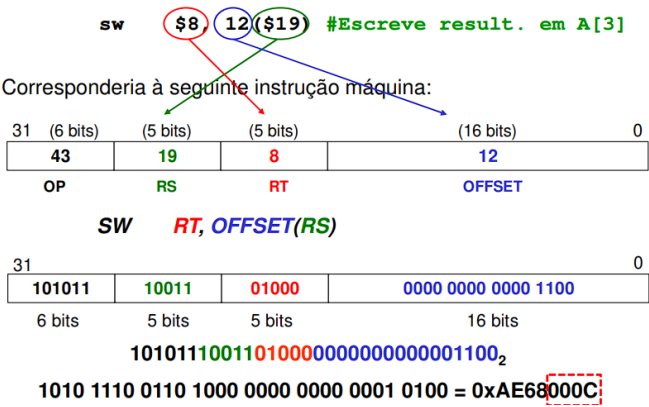 sw $8, 12($19) #Escreve result. em A[3]
Corresponderia à seguinte instrução máquina:
31 (6 bits) (5 bits) (5 bits) (16 bits) 0
43 19 8 12
OP RS RT OFFSET
SW RT, OFFSET(RS)
31 0
101011 10011 01000 0000 0000 0000 1100
6 bits 5 bits 5 bits 16 bits
10101110011010000000000000001100₂
1010 1110 0110 1000 0000 0000 0001 0100 = 0xAE68000C